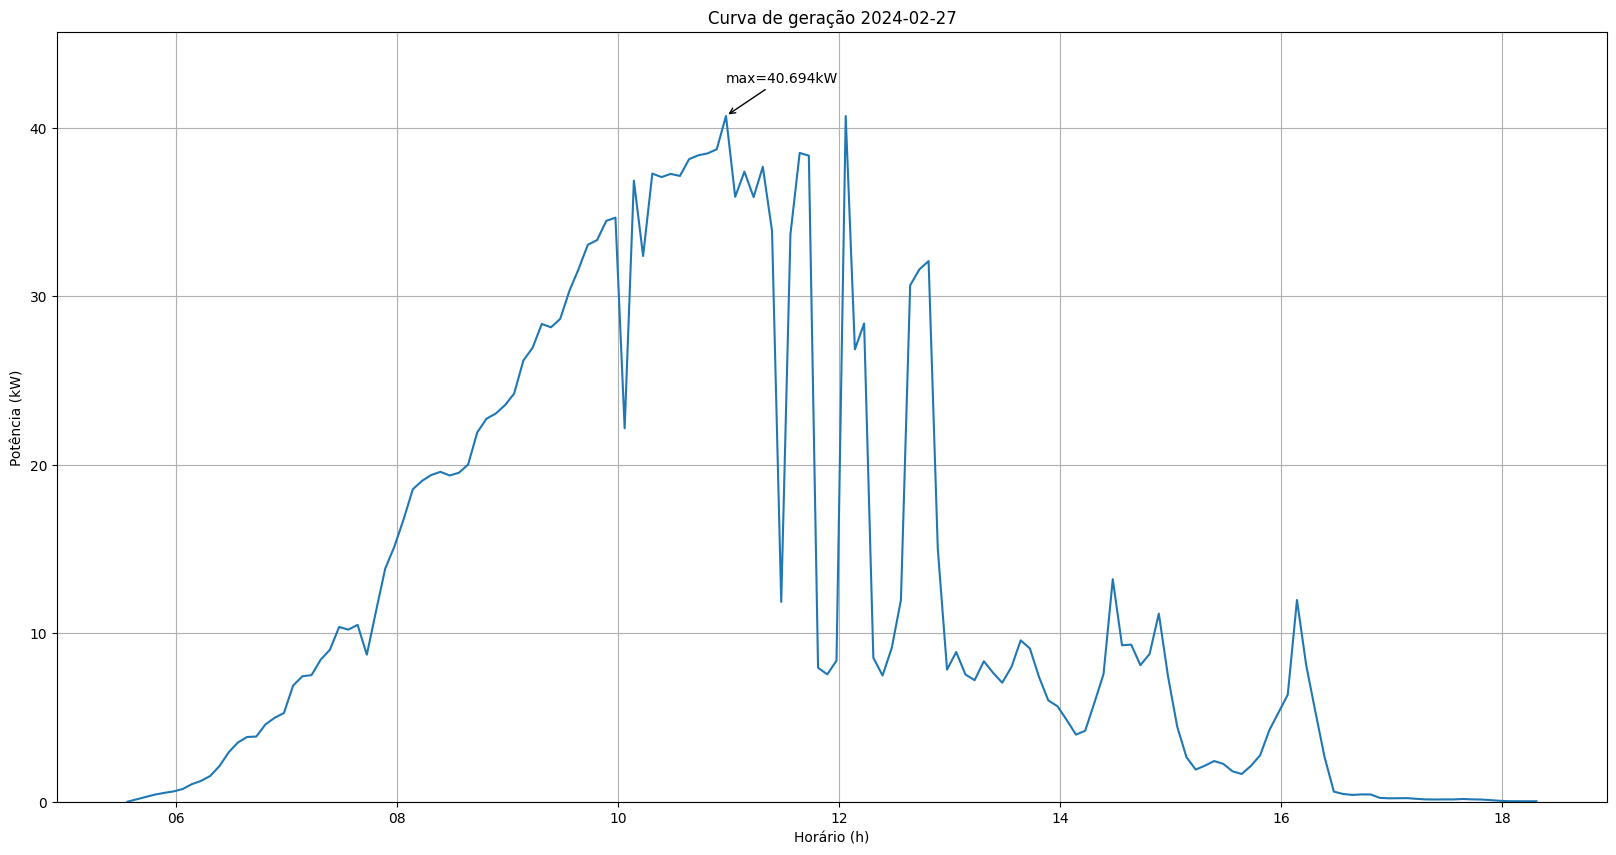 Curva de geração 2024-02-27
max=40.694kW
Potência (kW)
40
30
20
10
0
06 08 10 12 14 16 18
Horário (h)